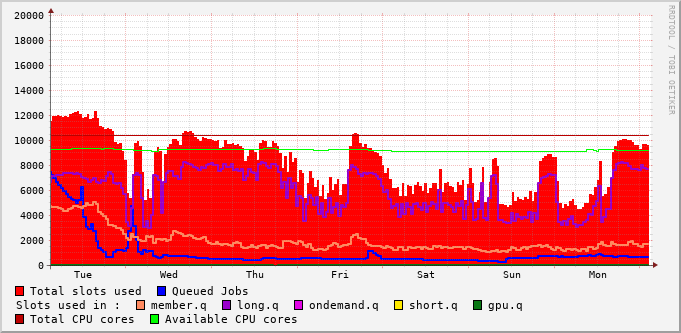 RRDTOOL / TOBI OETIKER
20000
18000
16000
14000
12000
10000
8000
6000
4000
2000
0
Tue Wed Thu Fri Sat Sun Mon
Total slots used Queued Jobs
Slots used in : member.q long.q ondemand.q short.q gpu.q
Total CPU cores Available CPU cores